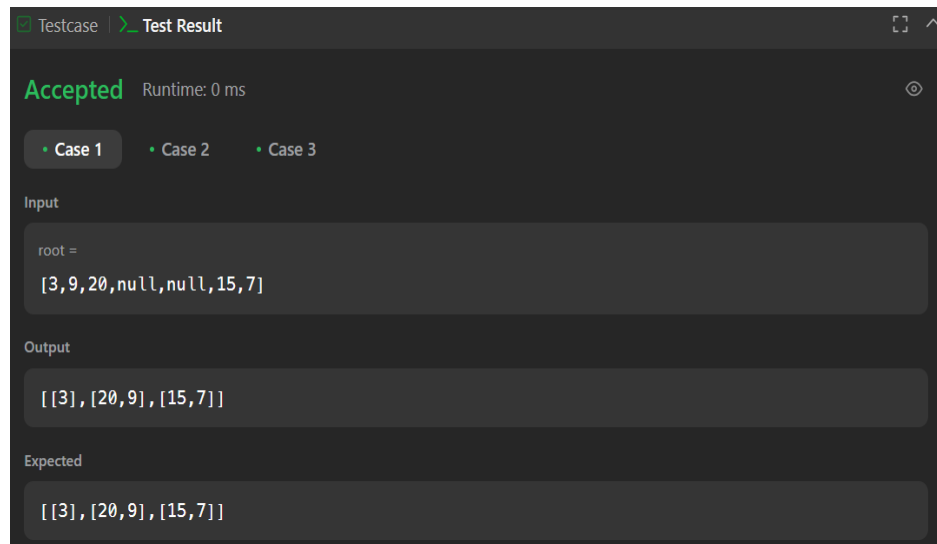 Testcase | >_ Test Result
Accepted Runtime: 0 ms
• Case 1 • Case 2 • Case 3
Input
root =
[3,9,20,null,null,15,7]
Output
[[3],[20,9],[15,7]]
Expected
[[3],[20,9],[15,7]]